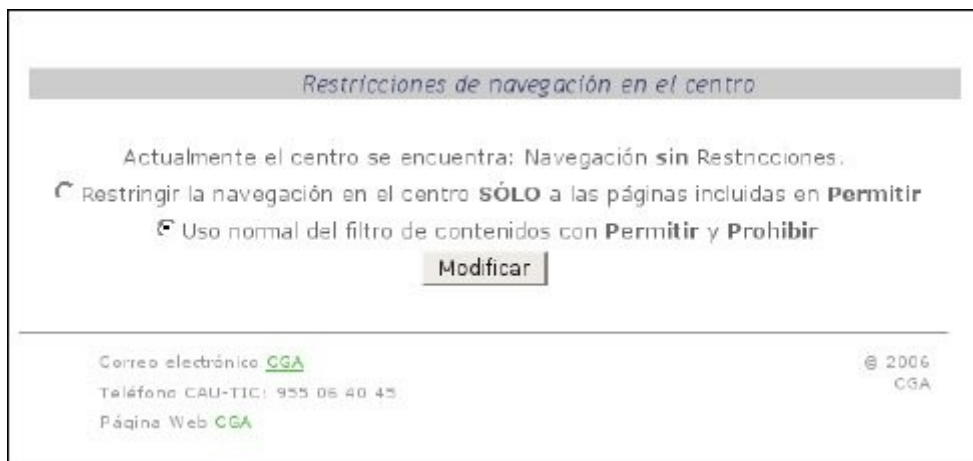 Restricciones de navegación en el centro
Actualmente el centro se encuentra: Navegación sin Restricciones.
Restringir la navegación en el centro SÓLO a las páginas incluidas en Permitir
Uso normal del filtro de contenidos con Permitir y Prohibir
Modificar
Correo electrónico CGA
Teléfono CAU-TIC: 955 06 40 45
Página Web CGA
@ 2006
CGA